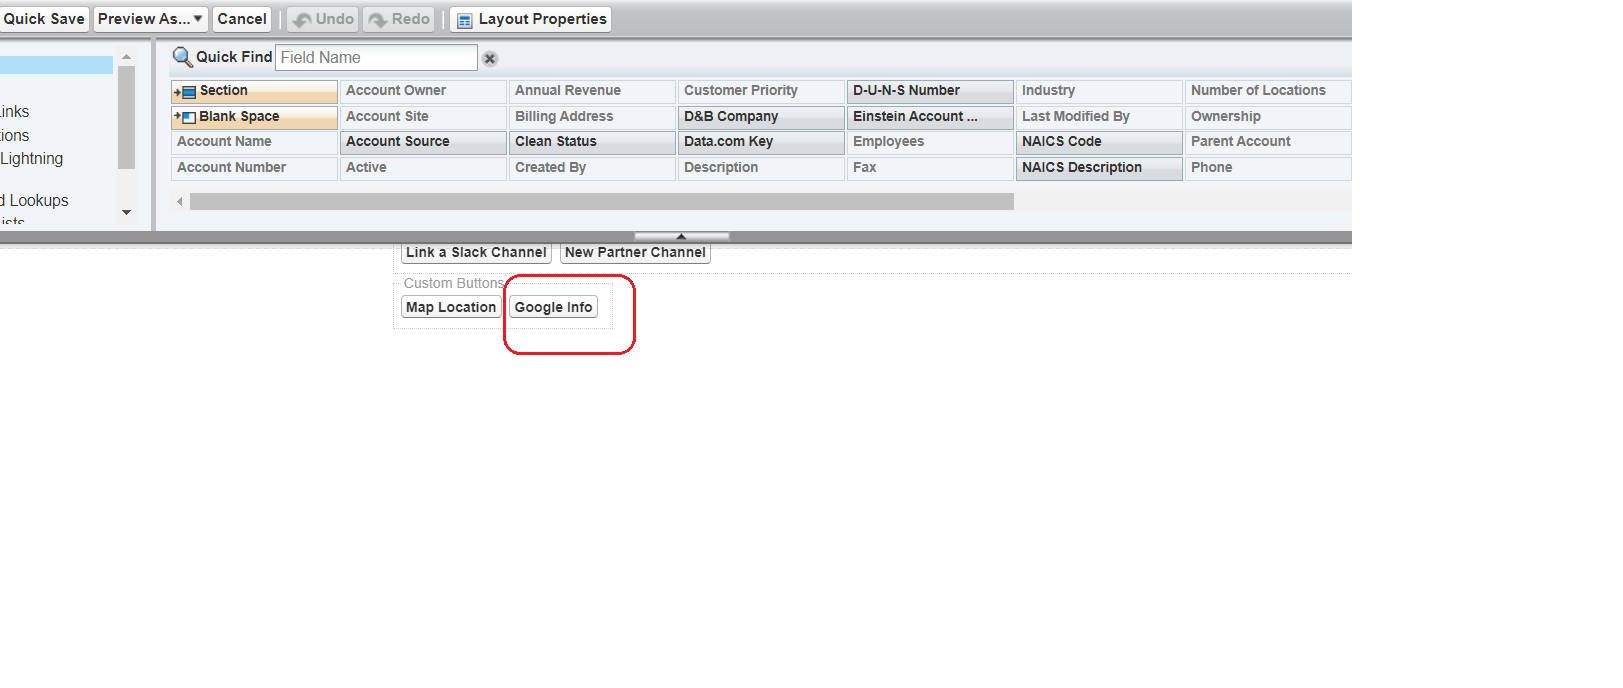 Quick Save Preview As... Cancel Undo Redo Layout Properties
Quick Find Field Name
Section Account Owner Annual Revenue Customer Priority D-U-N-S Number Industry Number of Locations
Blank Space Account Site Billing Address D&B Company Einstein Account ... Last Modified By Ownership
Account Name Account Source Clean Status Data.com Key Employees NAICS Code Parent Account
Account Number Active Created By Description Fax NAICS Description Phone
inks
ions
Lightning
d Lookups
ists
Link a Slack Channel New Partner Channel
Custom Buttons
Map Location Google Info